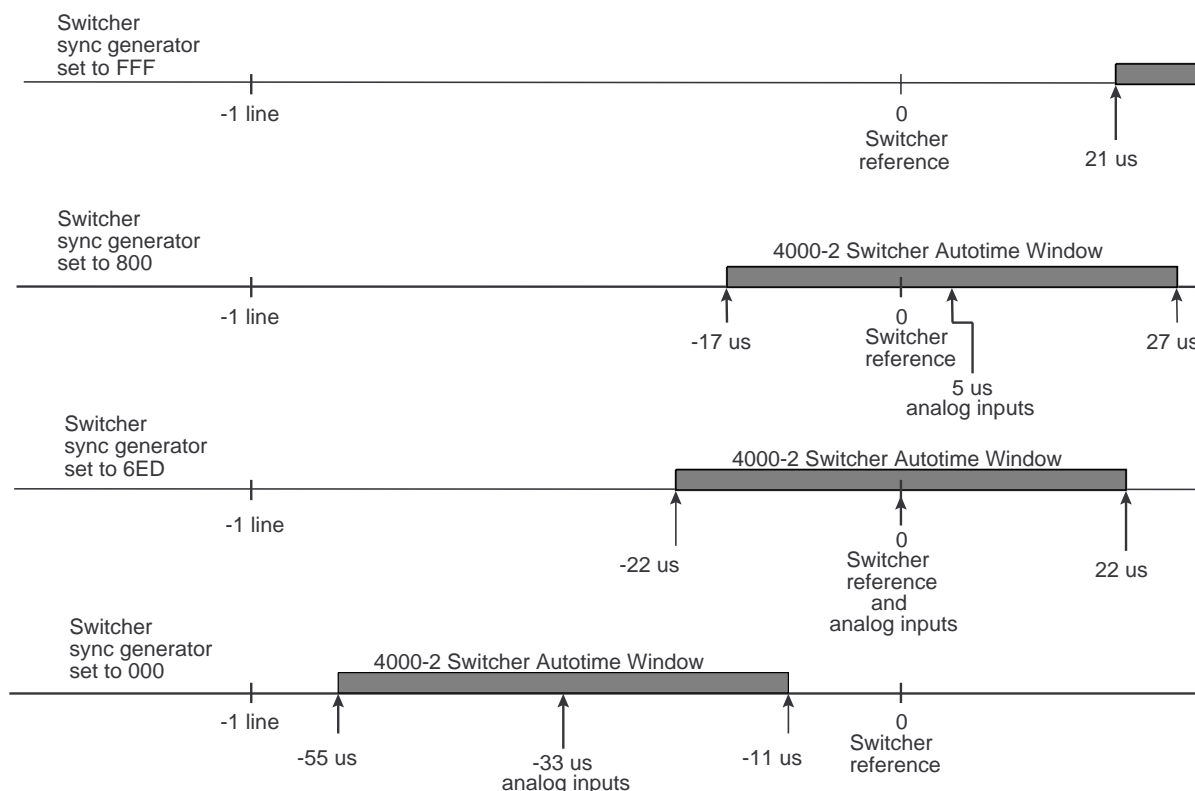 Switcher
sync generator
set to FFF
-1 line
0
Switcher
reference
21 us
Switcher
sync generator
set to 800
4000-2 Switcher Autotime Window
-1 line
-17 us
0
Switcher
reference
27 us
5 us
analog inputs
Switcher
sync generator
set to 6ED
4000-2 Switcher Autotime Window
-1 line
-22 us
0
Switcher
reference
and
analog inputs
22 us
Switcher
sync generator
set to 000
4000-2 Switcher Autotime Window
-1 line
-55 us
-33 us
analog inputs
-11 us
0
Switcher
reference